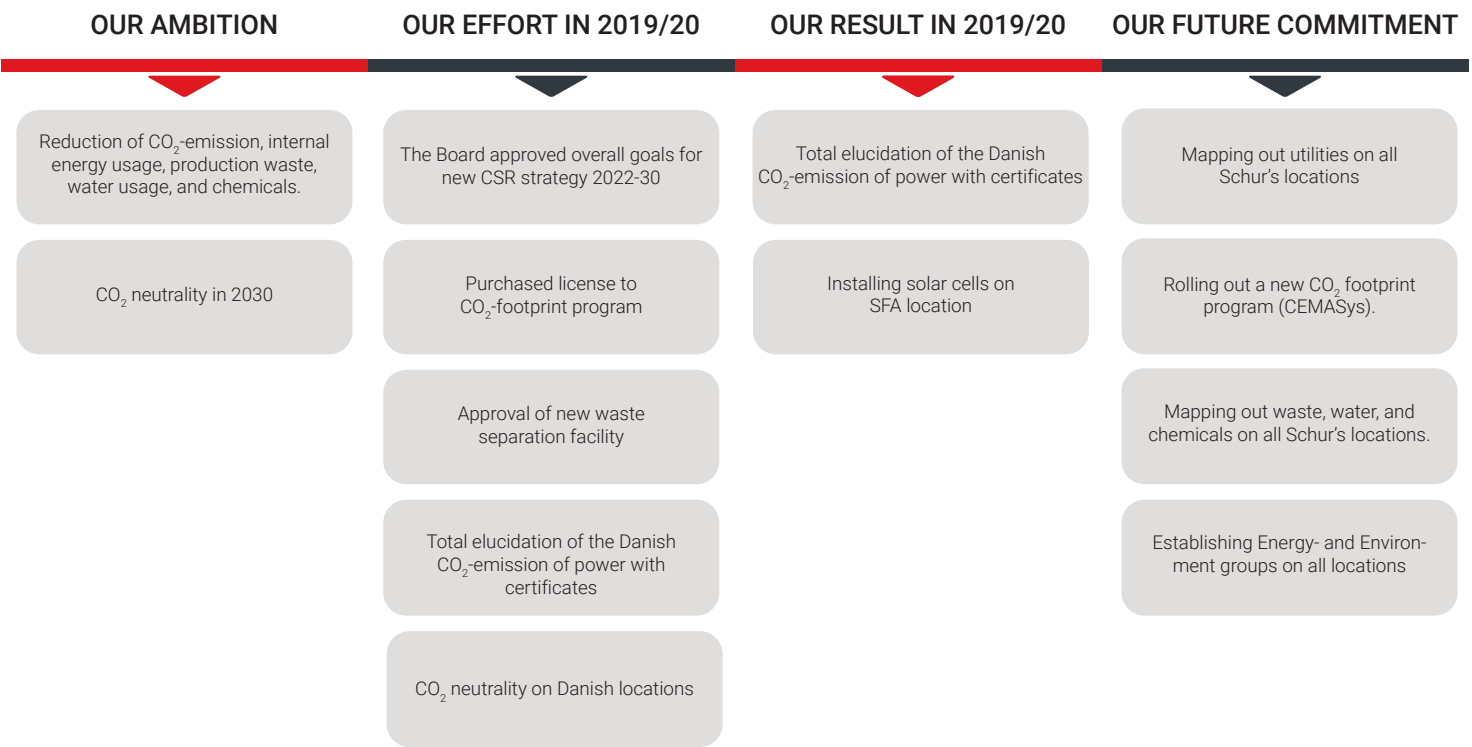 OUR AMBITION
Reduction of CO₂-emission, internal
energy usage, production waste,
water usage, and chemicals.
CO₂ neutrality in 2030
OUR EFFORT IN 2019/20
The Board approved overall goals for
new CSR strategy 2022-30
Purchased license to
CO₂-footprint program
Approval of new waste
separation facility
Total elucidation of the Danish
CO₂-emission of power with
certificates
CO₂ neutrality on Danish locations
OUR RESULT IN 2019/20
Total elucidation of the Danish
CO₂-emission of power with certificates
Installing solar cells on
SFA location
OUR FUTURE COMMITMENT
Mapping out utilities on all
Schur's locations
Rolling out a new CO₂ footprint
program (CEMASys).
Mapping out waste, water, and
chemicals on all Schur's locations.
Establishing Energy- and Environ-
ment groups on all locations